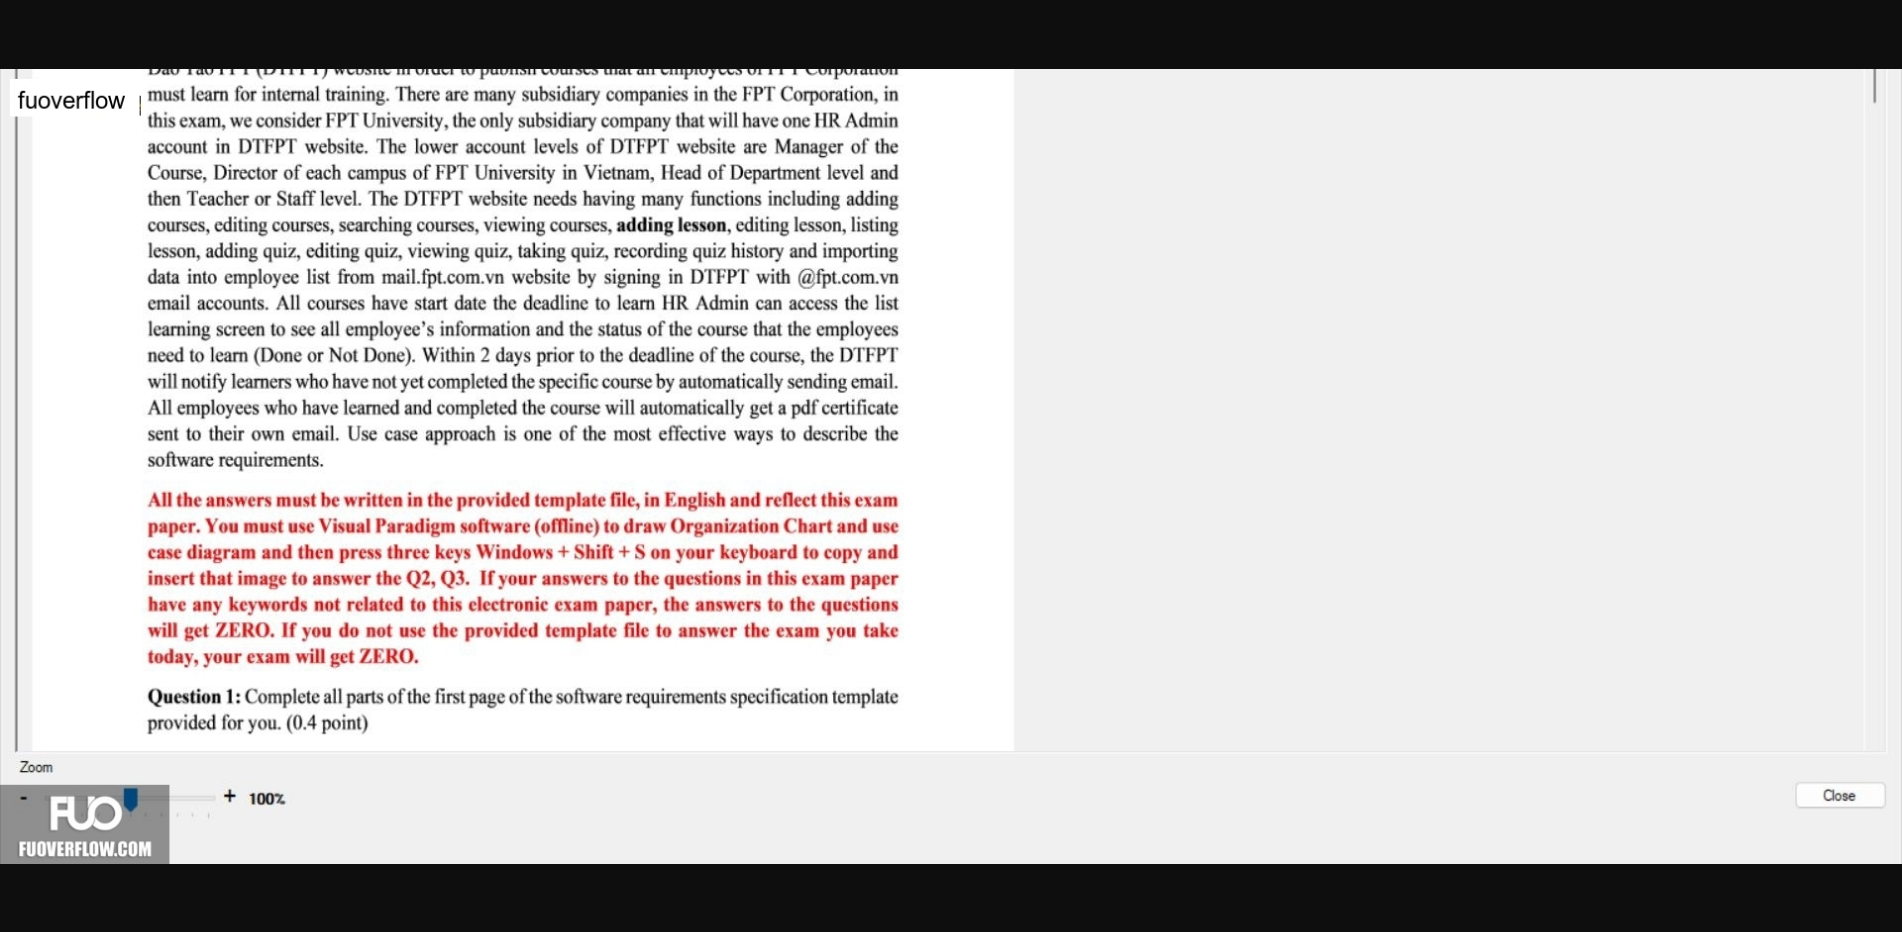 Dao Tao FPT (DTFPT) website in order to publish courses that all employees of FPT Corporation
fuoverflow
must learn for internal training. There are many subsidiary companies in the FPT Corporation, in
this exam, we consider FPT University, the only subsidiary company that will have one HR Admin
account in DTFPT website. The lower account levels of DTFPT website are Manager of the
Course, Director of each campus of FPT University in Vietnam, Head of Department level and
then Teacher or Staff level. The DTFPT website needs having many functions including adding
courses, editing courses, searching courses, viewing courses, adding lesson, editing lesson, listing
lesson, adding quiz, editing quiz, viewing quiz, taking quiz, recording quiz history and importing
data into employee list from mail.fpt.com.vn website by signing in DTFPT with @fpt.com.vn
email accounts. All courses have start date the deadline to learn HR Admin can access the list
learning screen to see all employee’s information and the status of the course that the employees
need to learn (Done or Not Done). Within 2 days prior to the deadline of the course, the DTFPT
will notify learners who have not yet completed the specific course by automatically sending email.
All employees who have learned and completed the course will automatically get a pdf certificate
sent to their own email. Use case approach is one of the most effective ways to describe the
software requirements.
All the answers must be written in the provided template file, in English and reflect this exam
paper. You must use Visual Paradigm software (offline) to draw Organization Chart and use
case diagram and then press three keys Windows + Shift + S on your keyboard to copy and
insert that image to answer the Q2, Q3. If your answers to the questions in this exam paper
have any keywords not related to this electronic exam paper, the answers to the questions
will get ZERO. If you do not use the provided template file to answer the exam you take
today, your exam will get ZERO.
Question 1: Complete all parts of the first page of the software requirements specification template
provided for you. (0.4 point)
Zoom
- + 100%
Close
FUO
FUOVERFLOW.COM